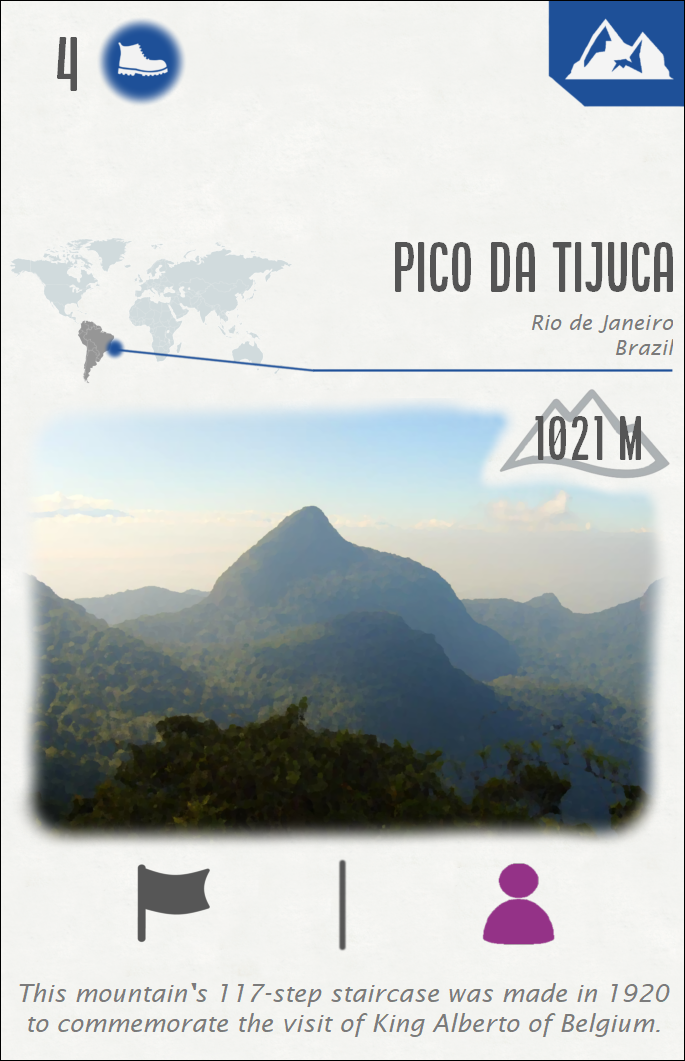 4
PICO DA TIJUCA
Rio de Janeiro
Brazil
1021 M
This mountain's 117-step staircase was made in 1920
to commemorate the visit of King Alberto of Belgium.